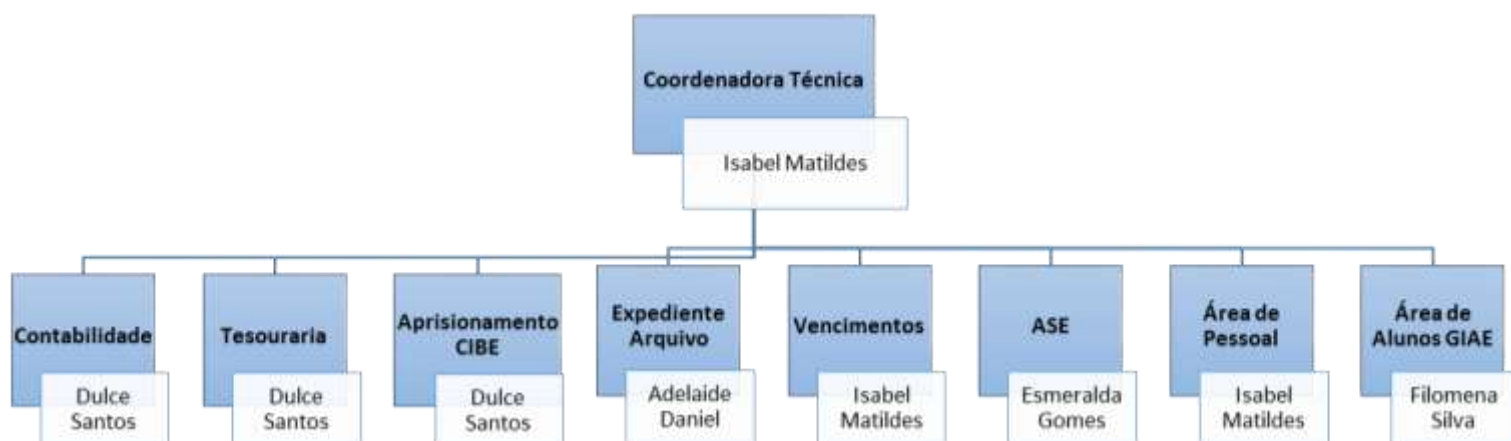 Coordenadora Técnica
Isabel Matildes
Contabilidade
Dulce
Santos
Tesouraria
Dulce
Santos
Aprisionamento
CIBE
Dulce
Santos
Expediente
Arquivo
Adelaide
Daniel
Vencimentos
Isabel
Matildes
ASE
Esmeralda
Gomes
Área de
Pessoal
Isabel
Matildes
Área de
Alunos GIAE
Filomena
Silva